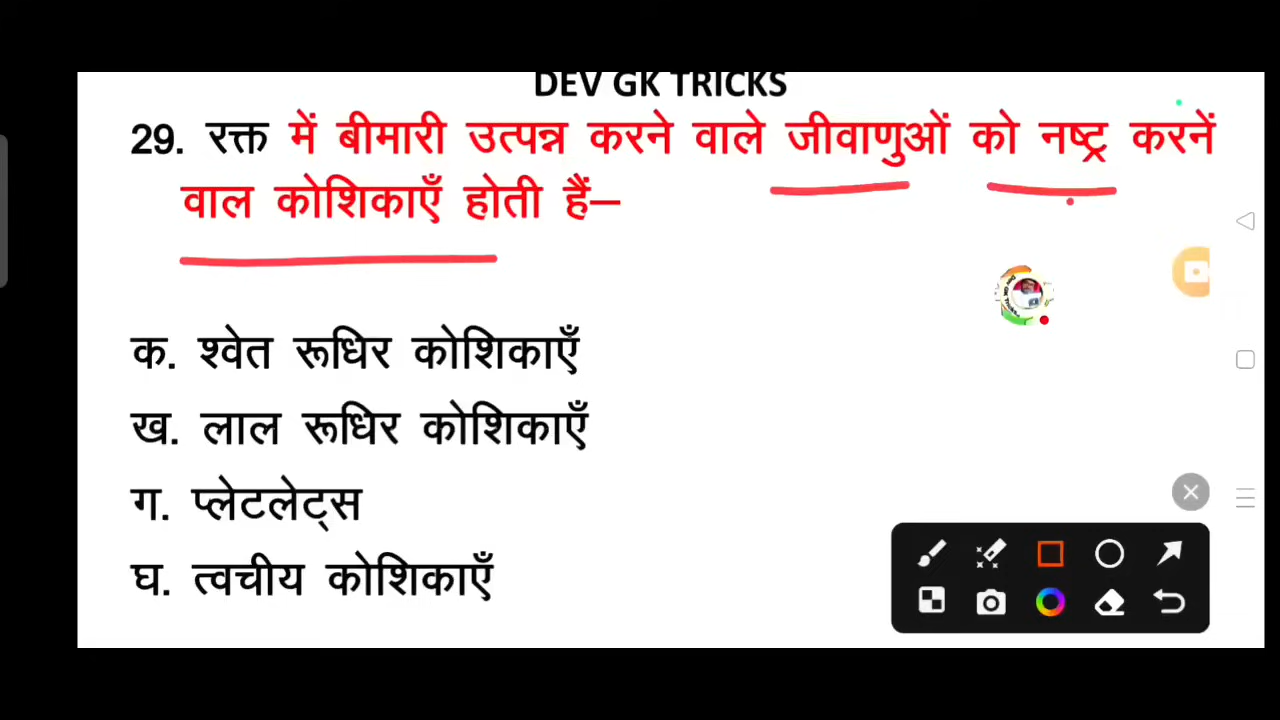 DEV GK TRICKS
29. रक्त में बीमारी उत्पन्न करने वाले जीवाणुओं को नष्ट्र करनें
वाल कोशिकाएँ होती हैं–
क. श्वेत रूधिर कोशिकाएँ
ख. लाल रूधिर कोशिकाएँ
ग. प्लेटलेट्स
घ. त्वचीय कोशिकाएँ